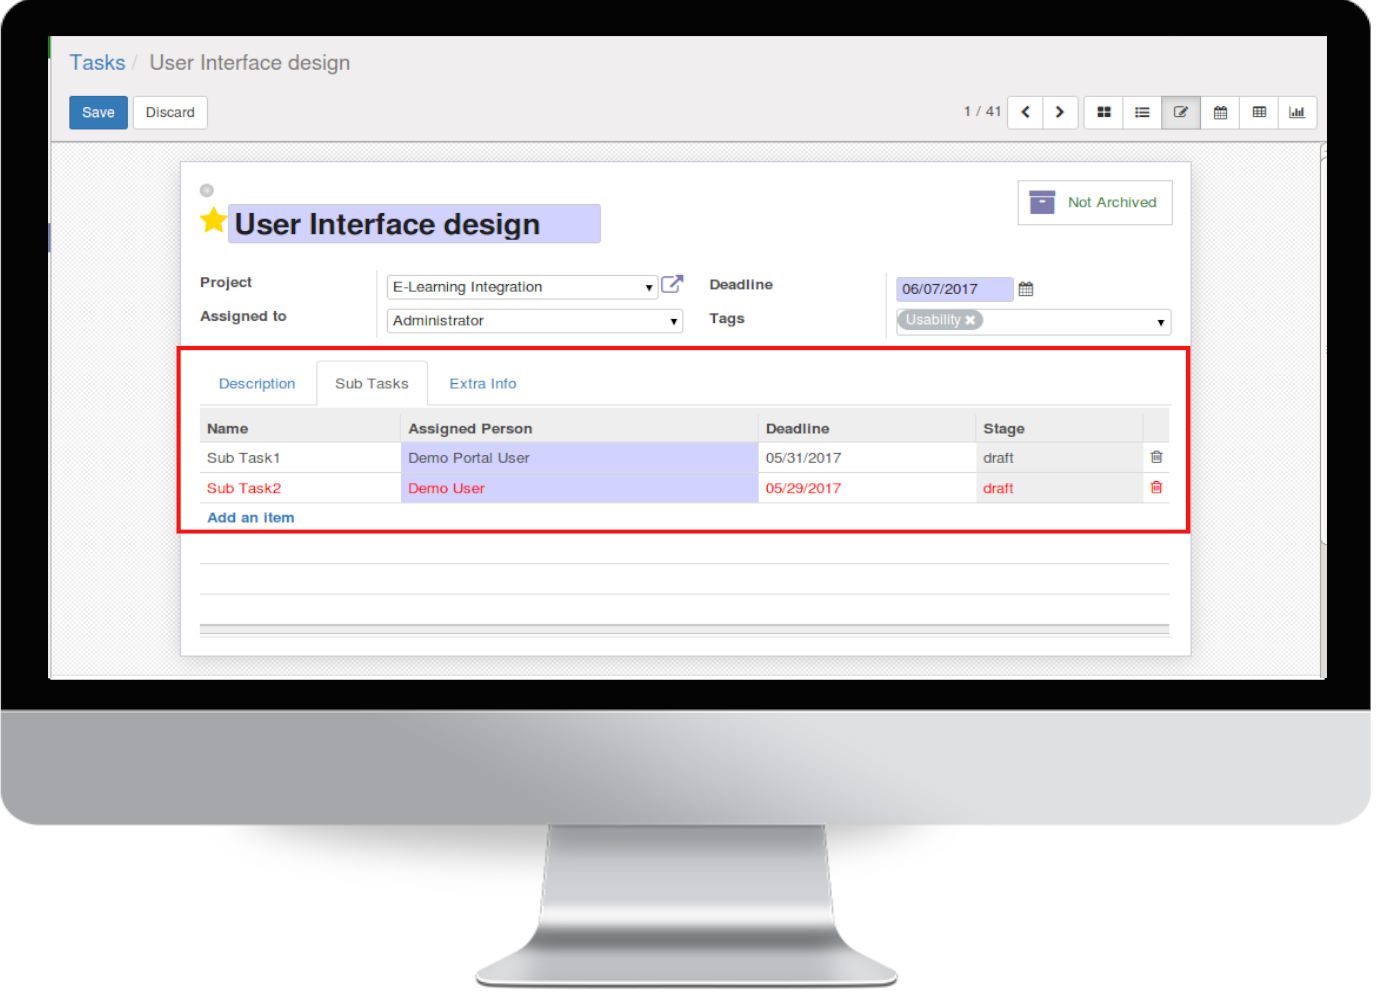 Tasks / User Interface design
Save Discard 1 / 41
Not Archived
User Interface design
Project E-Learning Integration Deadline 06/07/2017
Assigned to Administrator Tags Usability
Description Sub Tasks Extra Info
Name Assigned Person Deadline Stage
Sub Task1 Demo Portal User 05/31/2017 draft
Sub Task2 Demo User 05/29/2017 draft
Add an item